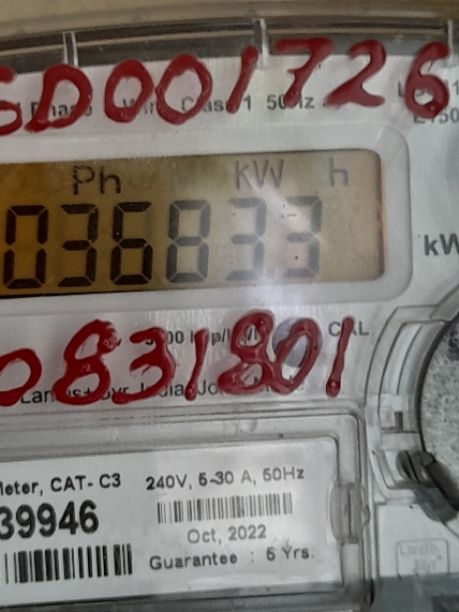 SD001726
1 50Hz
Ph kW h
036833.3
kW
0831801
CAL
Meter, CAT- C3 240V, 5-30 A, 50Hz
39946
Oct, 2022
Guarantee : 5 Yrs.